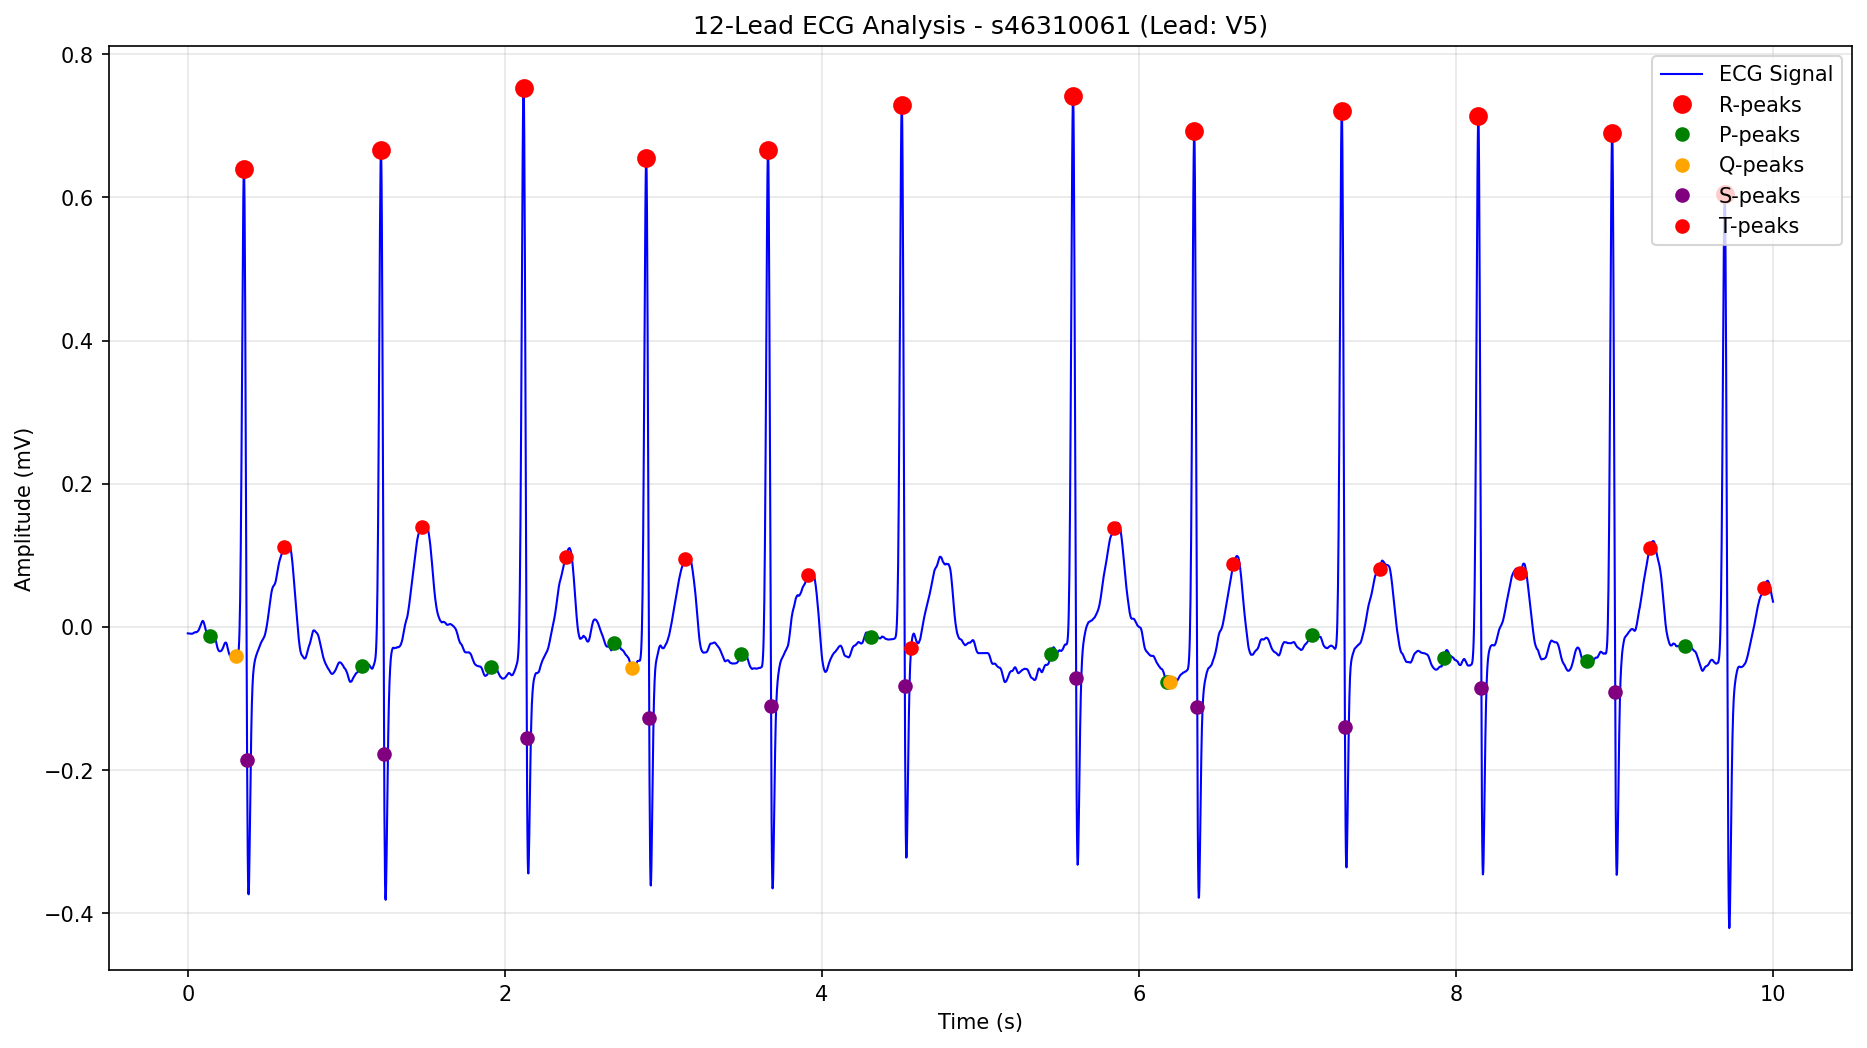 12-Lead ECG Analysis - s46310061 (Lead: V5)
ECG Signal
R-peaks
P-peaks
Q-peaks
S-peaks
T-peaks
Amplitude (mV)
0.8
0.6
0.4
0.2
0.0
−0.2
−0.4
0
2
4
6
8
10
Time (s)